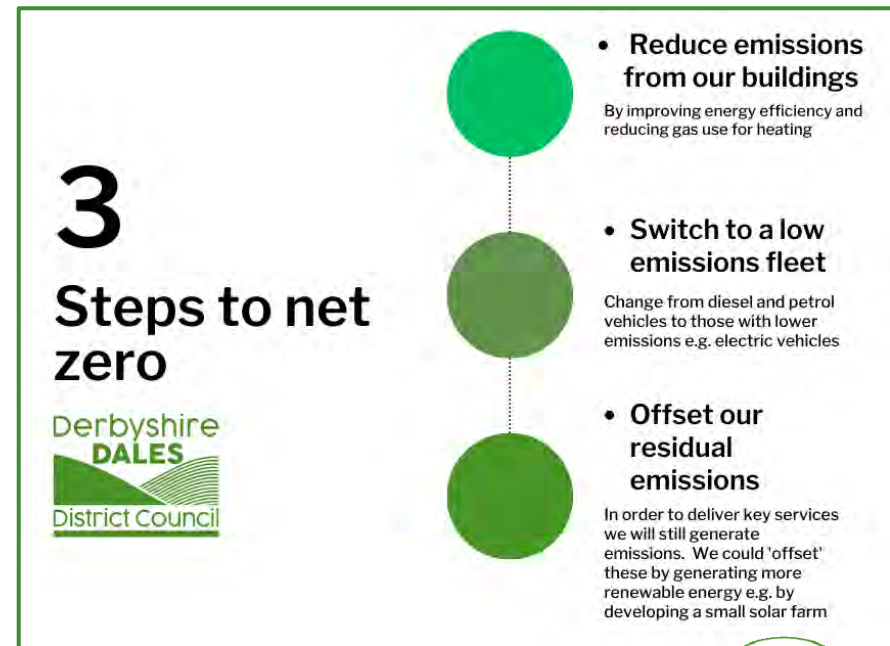 3
Steps to net
zero
Derbyshire
DALES
District Council
• Reduce emissions
from our buildings
By improving energy efficiency and
reducing gas use for heating
• Switch to a low
emissions fleet
Change from diesel and petrol
vehicles to those with lower
emissions e.g. electric vehicles
• Offset our
residual
emissions
In order to deliver key services
we will still generate
emissions. We could 'offset'
these by generating more
renewable energy e.g. by
developing a small solar farm